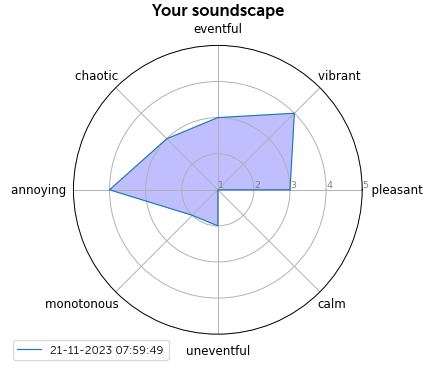 Your soundscape
eventful
chaotic
vibrant
annoying
1 2 3 4 5
pleasant
monotonous
calm
uneventful
21-11-2023 07:59:49